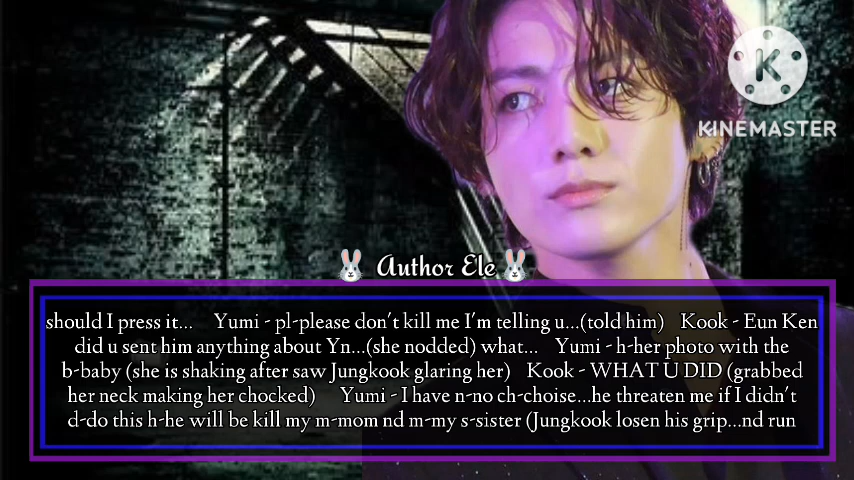 KINEMASTER
🐰 Author Ele 🐰
should I press it... Yumi - pl-please don't kill me I'm telling u...(told him) Kook - Eun Ken
did u sent him anything about Yn...(she nodded) what... Yumi - h-her photo with the
b-baby (she is shaking after saw Jungkook glaring her) Kook - WHAT U DID (grabbed
her neck making her chocked) Yumi - I have n-no ch-choise...he threaten me if I didn't
d-do this h-he will be kill my m-mom nd m-my s-sister (Jungkook losen his grip...nd run